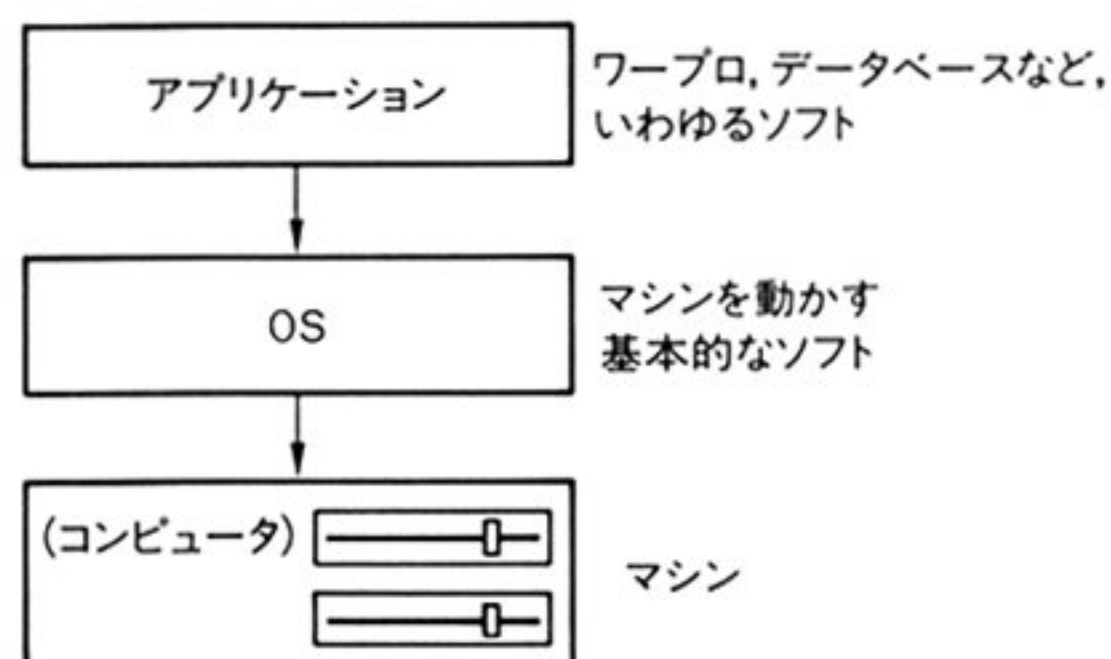 アプリケーション
ワープロ, データベースなど,
いわゆるソフト
OS
マシンを動かす
基本的なソフト
(コンピュータ)
マシン